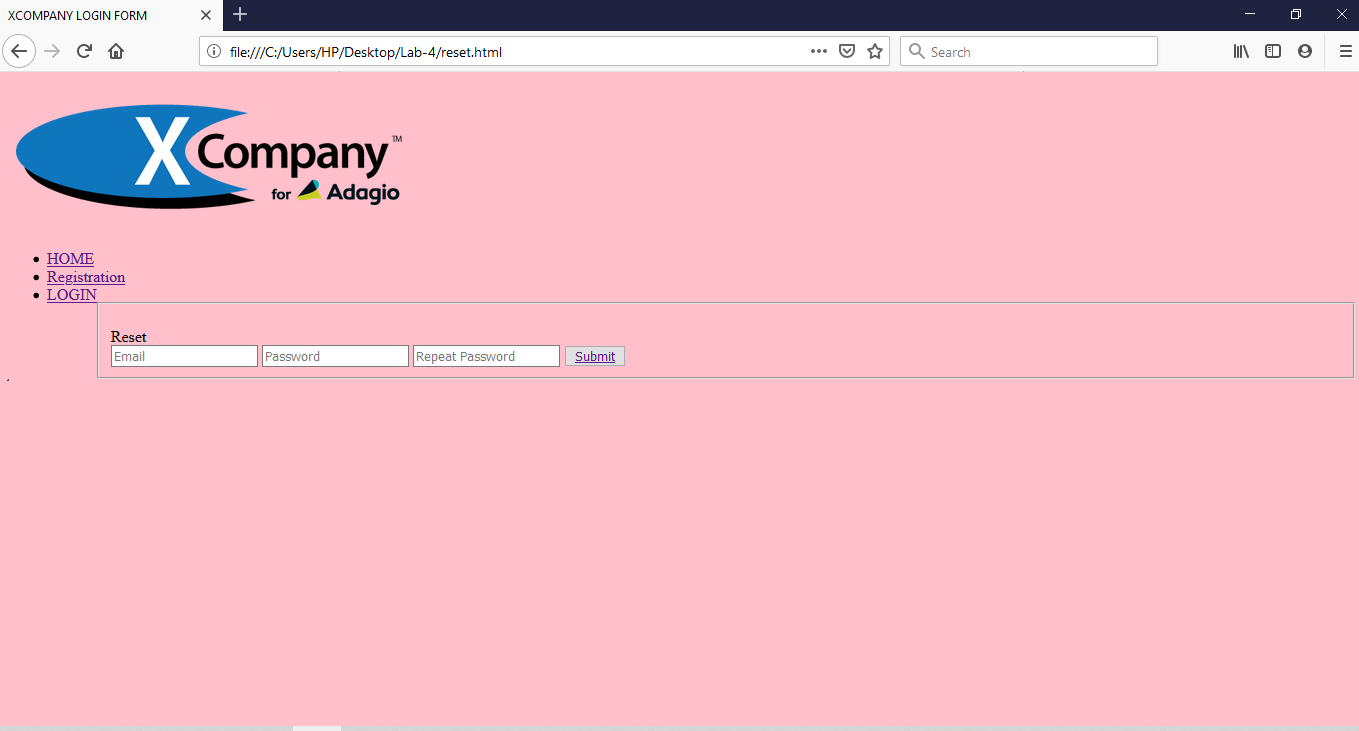 XCOMPANY LOGIN FORM
file:///C:/Users/HP/Desktop/Lab-4/reset.html
Search
X Company™
for Adagio
HOME
Registration
LOGIN
Reset
Email Password Repeat Password Submit